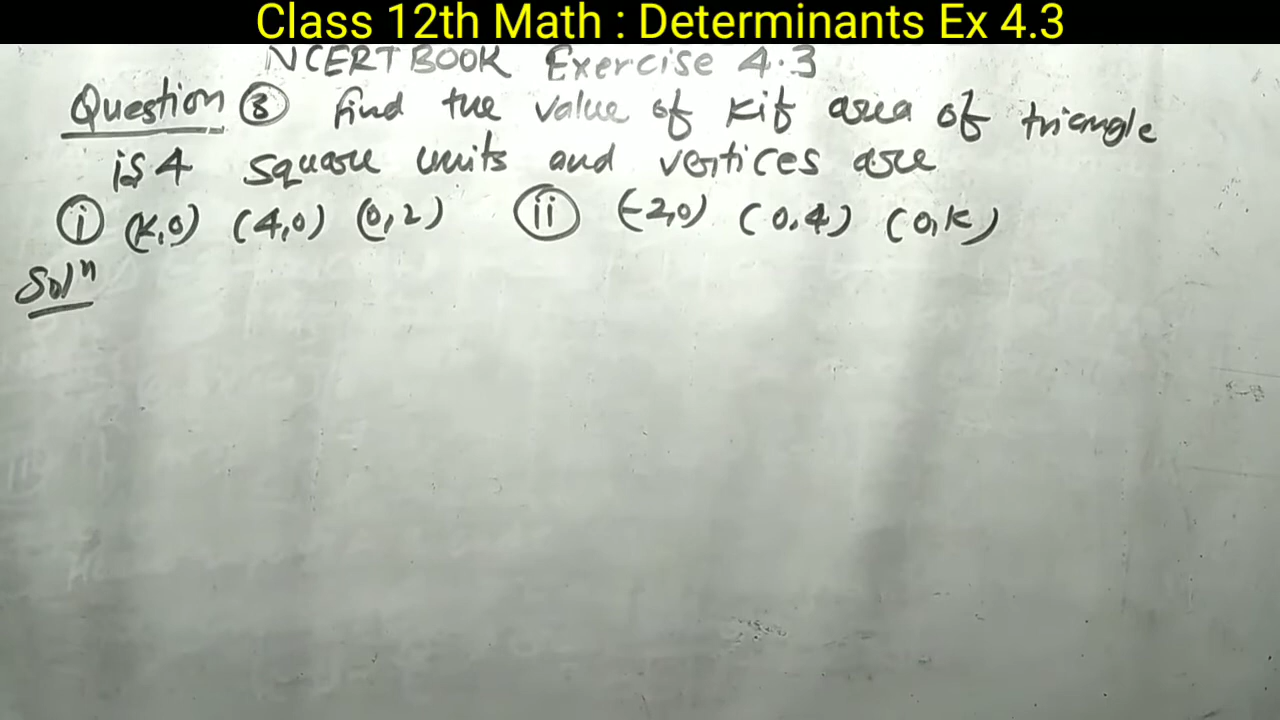 Class 12th Math : Determinants Ex 4.3
NCERT BOOK Exercise 4.3
Question ③ find the value of k if area of triangle
is 4 square units and vertices are
ⓘ (k,0) (4,0) (0,2) ⓘⓘ (-2,0) (0,4) (0,k)
Solⁿ